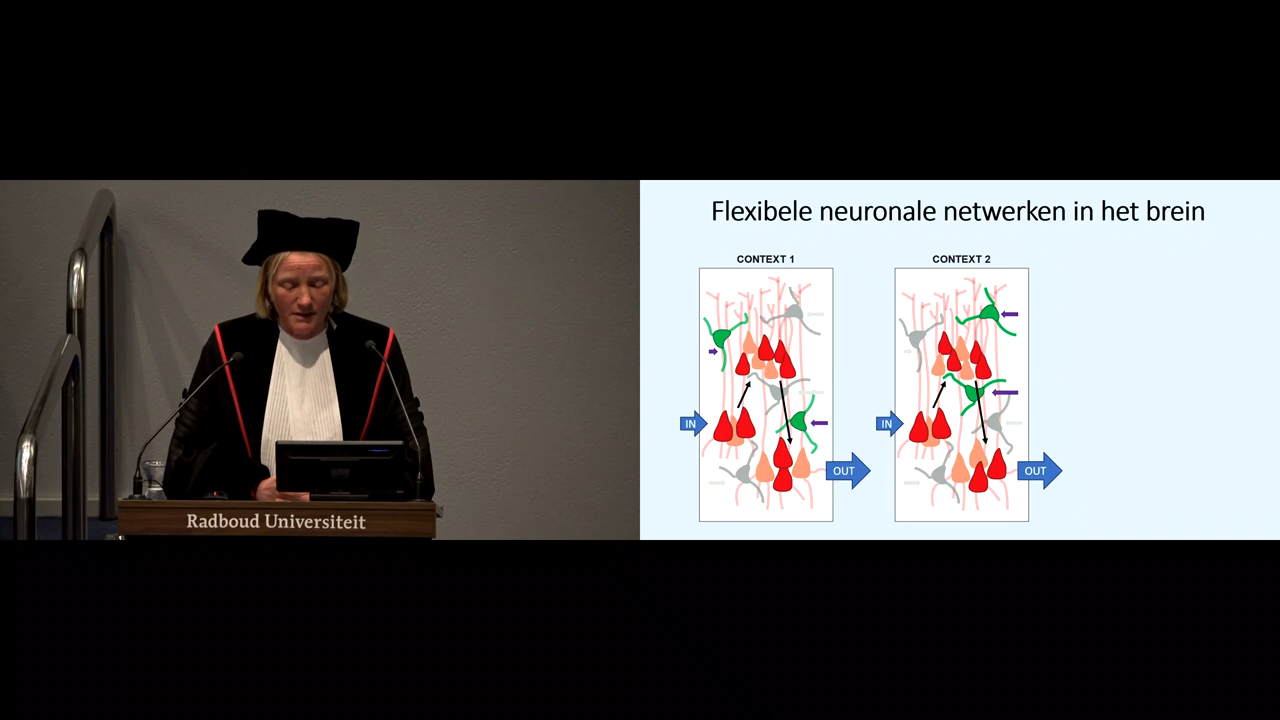 Flexibele neuronale netwerken in het brein
CONTEXT 1
CONTEXT 2
IN
OUT
IN
OUT
Radboud Universiteit